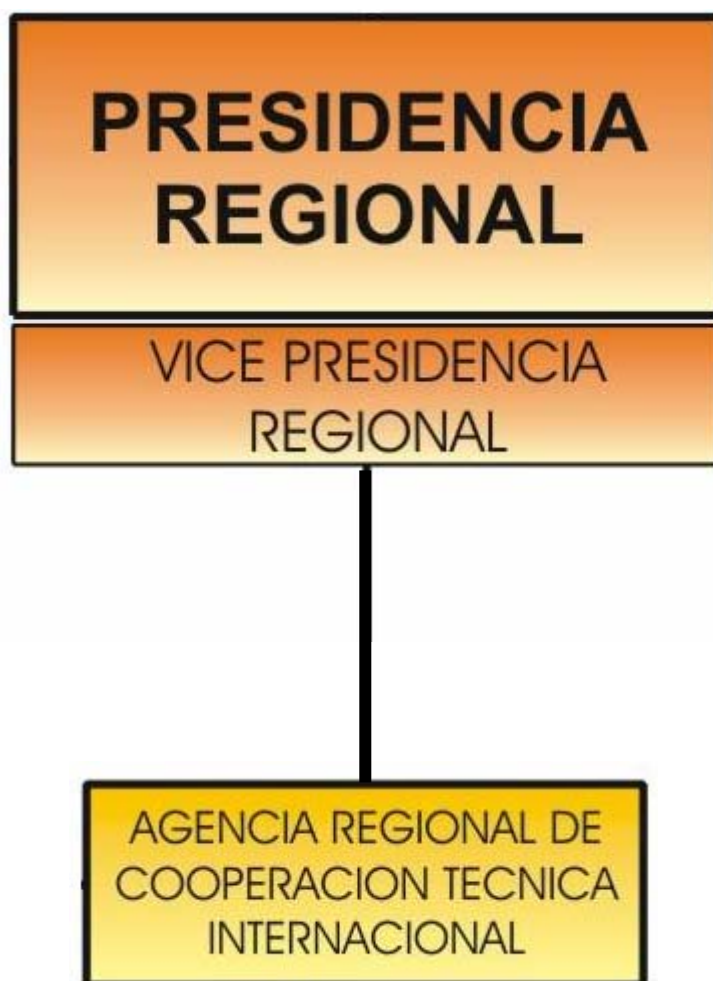 PRESIDENCIA
REGIONAL
VICE PRESIDENCIA
REGIONAL
AGENCIA REGIONAL DE
COOPERACION TECNICA
INTERNACIONAL